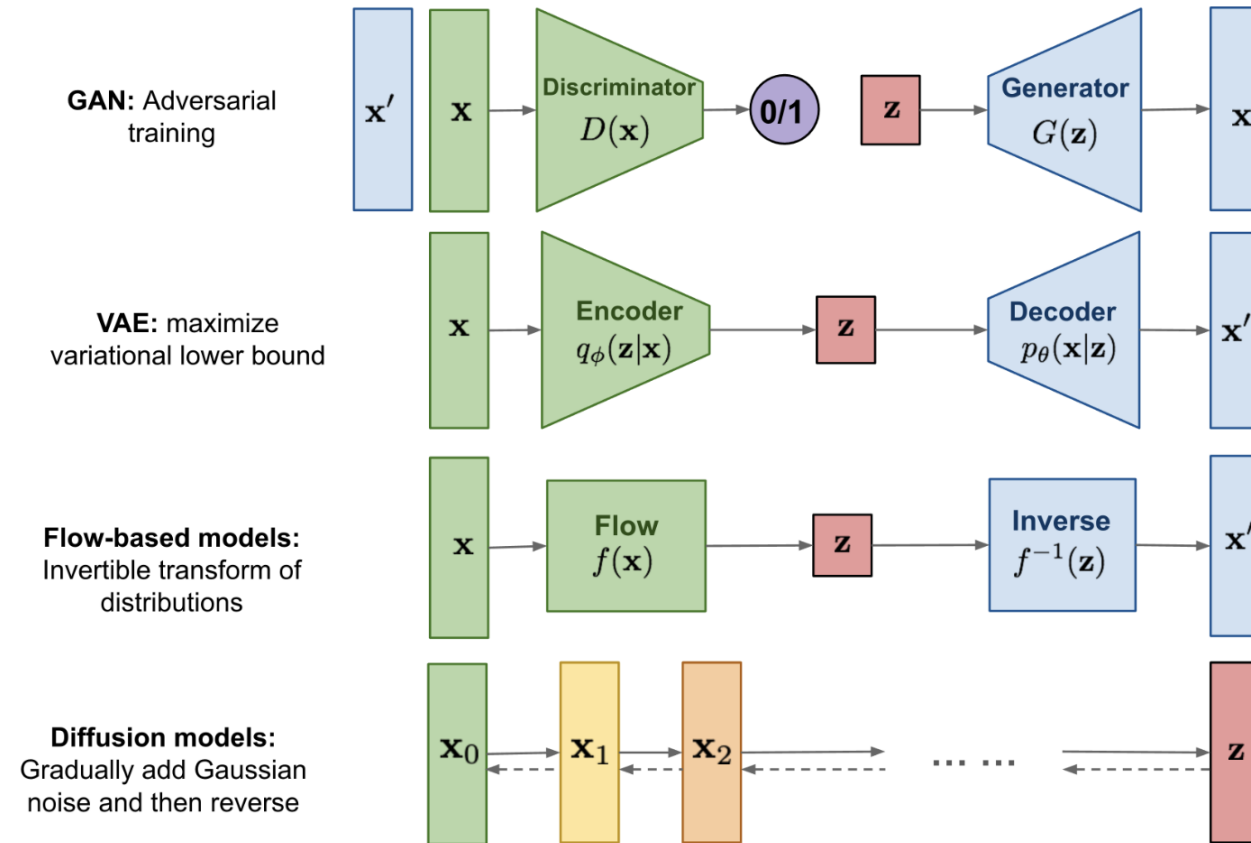 GAN: Adversarial
training
x′
x
Discriminator
D(x)
0/1
z
Generator
G(z)
x
VAE: maximize
variational lower bound
x
Encoder
qϕ(z|x)
z
Decoder
pθ(x|z)
x′
Flow-based models:
Invertible transform of
distributions
x
Flow
f(x)
z
Inverse
f⁻¹(z)
x′
Diffusion models:
Gradually add Gaussian
noise and then reverse
x₀
x₁
x₂
... ...
z